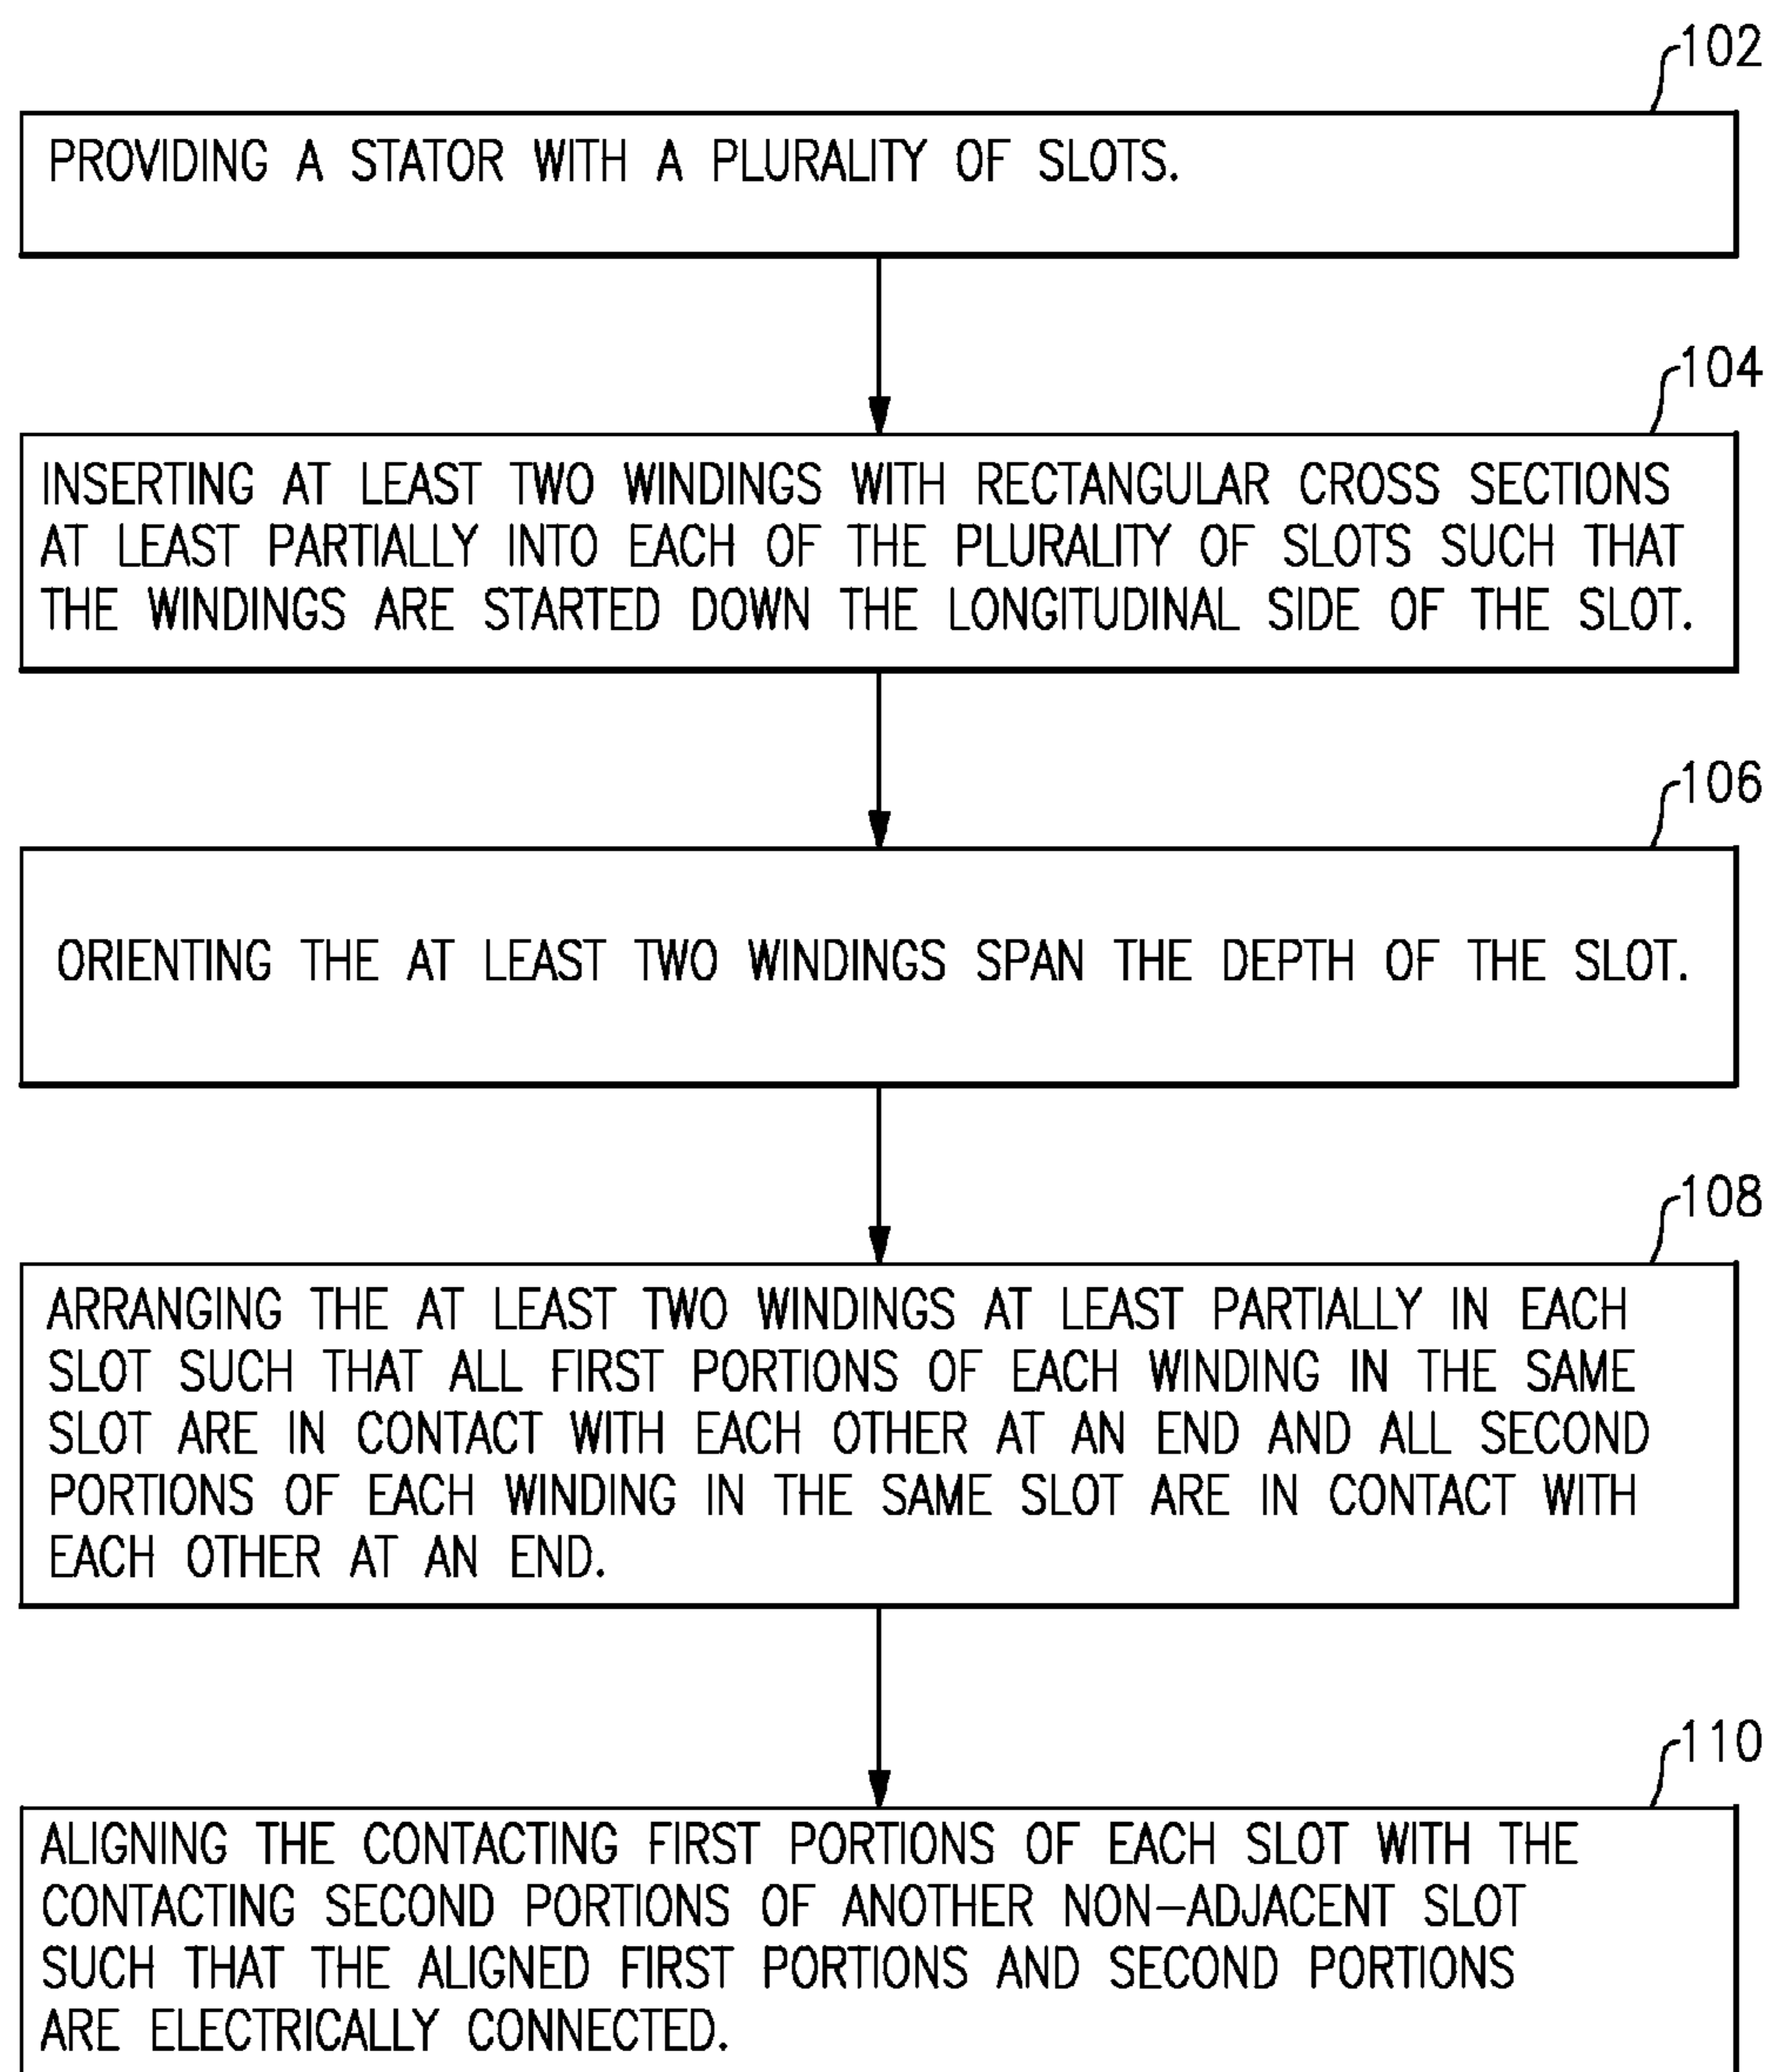 102
PROVIDING A STATOR WITH A PLURALITY OF SLOTS.
104
INSERTING AT LEAST TWO WINDINGS WITH RECTANGULAR CROSS SECTIONS
AT LEAST PARTIALLY INTO EACH OF THE PLURALITY OF SLOTS SUCH THAT
THE WINDINGS ARE STARTED DOWN THE LONGITUDINAL SIDE OF THE SLOT.
106
ORIENTING THE AT LEAST TWO WINDINGS SPAN THE DEPTH OF THE SLOT.
108
ARRANGING THE AT LEAST TWO WINDINGS AT LEAST PARTIALLY IN EACH
SLOT SUCH THAT ALL FIRST PORTIONS OF EACH WINDING IN THE SAME
SLOT ARE IN CONTACT WITH EACH OTHER AT AN END AND ALL SECOND
PORTIONS OF EACH WINDING IN THE SAME SLOT ARE IN CONTACT WITH
EACH OTHER AT AN END.
110
ALIGNING THE CONTACTING FIRST PORTIONS OF EACH SLOT WITH THE
CONTACTING SECOND PORTIONS OF ANOTHER NON-ADJACENT SLOT
SUCH THAT THE ALIGNED FIRST PORTIONS AND SECOND PORTIONS
ARE ELECTRICALLY CONNECTED.